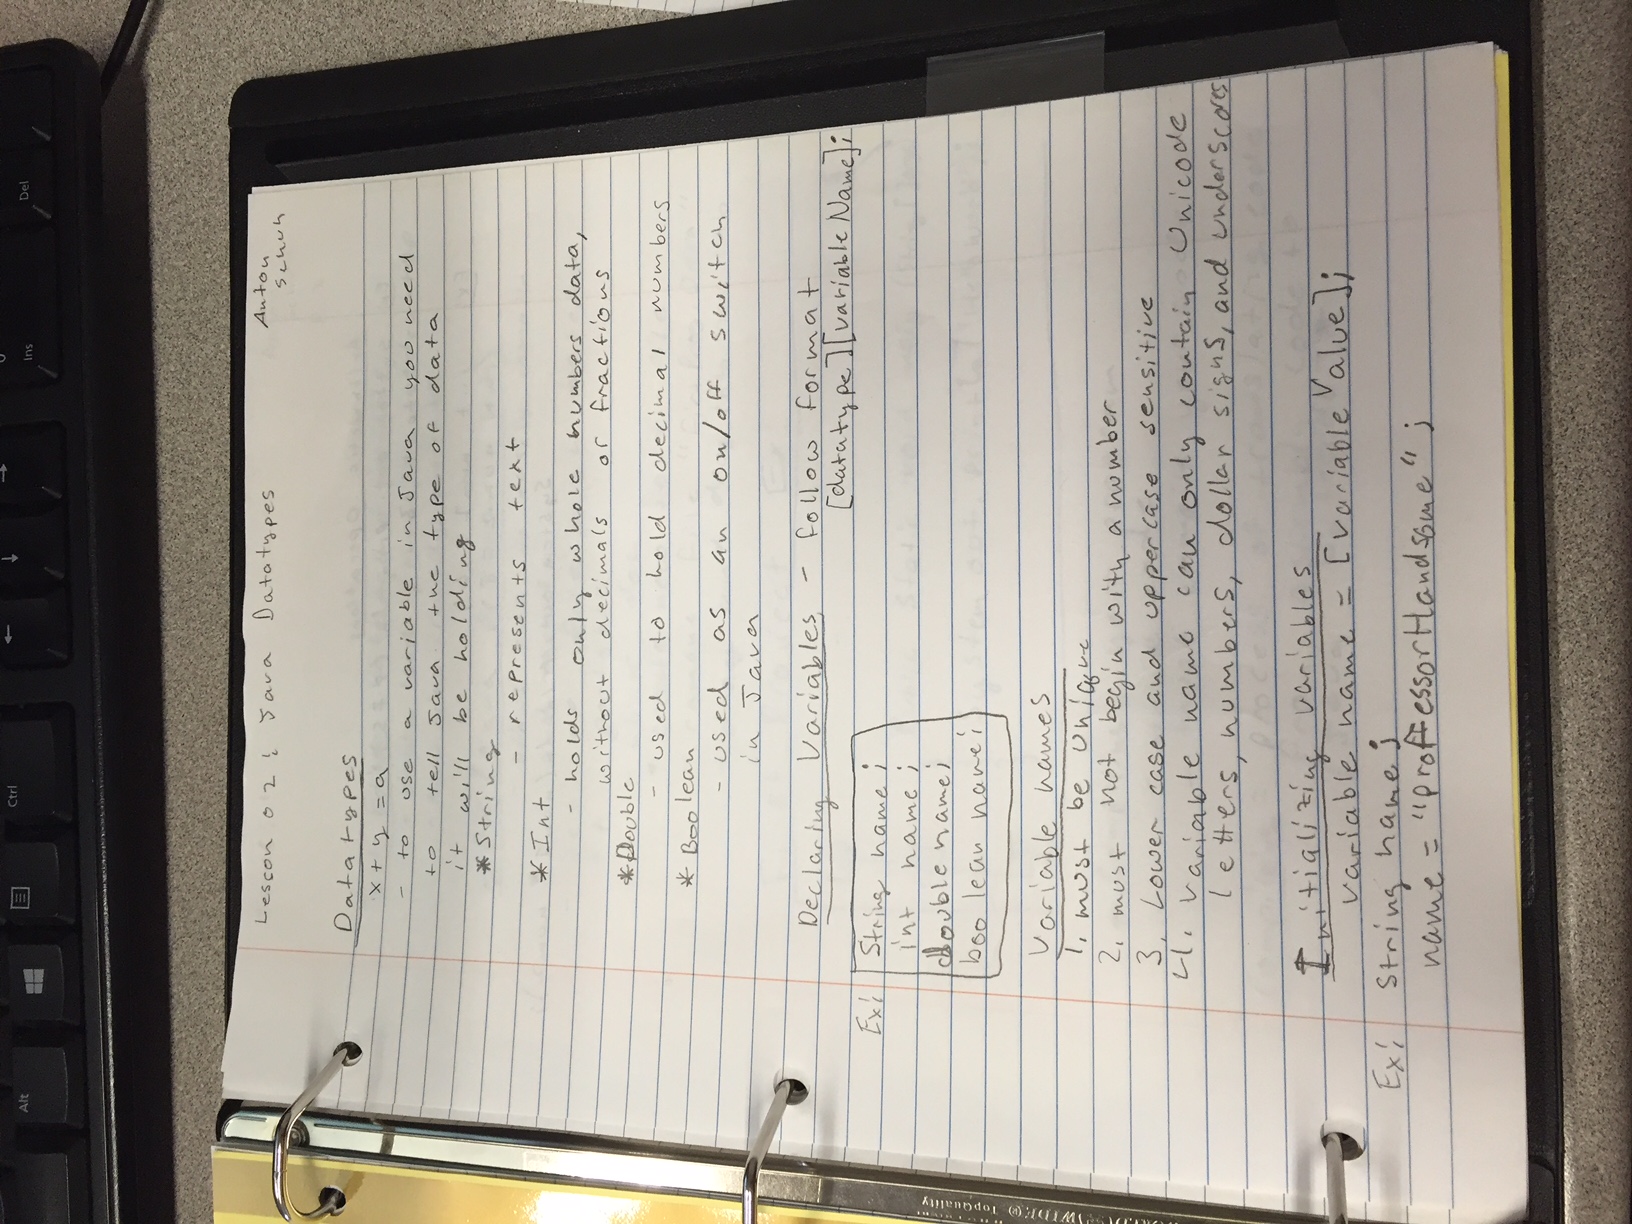 Alt
Ctrl
Ins
Del
Lescon 02: Java Datatypes
Anton
Schuh
Datatypes
x + y = a
- to use a variable in Java you need
to tell Java the type of data
it will be holding
* String
- represents text
* Int
- holds only whole numbers data,
without decimals or fractions
* Double
- used to hold decimal numbers
* Boolean
- used as an on/off switch
in Java
Declaring Variables - follow format
[datatype][variableName];
Ex: String name;
int name;
double name;
boolean name;
Variable names
1. must be unique
2. must not begin with a number
3. Lower case and uppercase sensitive
4. Variable name can only contain Unicode
letters, numbers, dollar signs, and underscores
Initializing variables
variable name = [variable Value];
Ex: String name;
name = "proffessorHandsome";
TopQuality